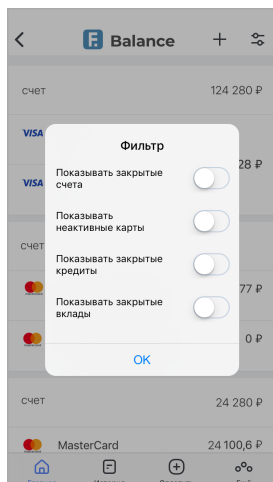 Balance
счет 124 280 ₽
VISA
28 ₽
VISA
Фильтр
Показывать закрытые
счета
Показывать
неактивные карты
Показывать закрытые
кредиты
Показывать закрытые
вклады
OK
счет
77 ₽
0 ₽
счет 24 280 ₽
MasterCard 24 100,6 ₽